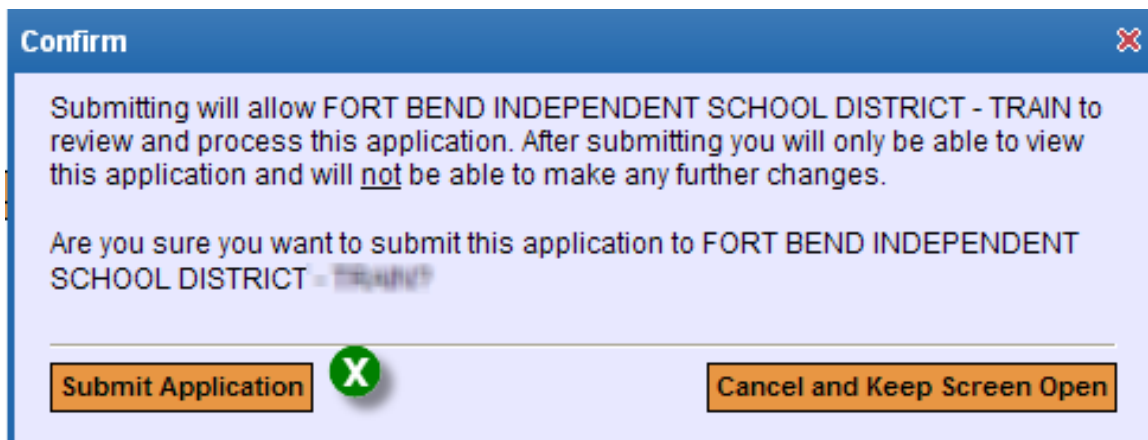 Confirm
Submitting will allow FORT BEND INDEPENDENT SCHOOL DISTRICT - TRAIN to
review and process this application. After submitting you will only be able to view
this application and will not be able to make any further changes.
Are you sure you want to submit this application to FORT BEND INDEPENDENT
SCHOOL DISTRICT -
Submit Application
X
Cancel and Keep Screen Open